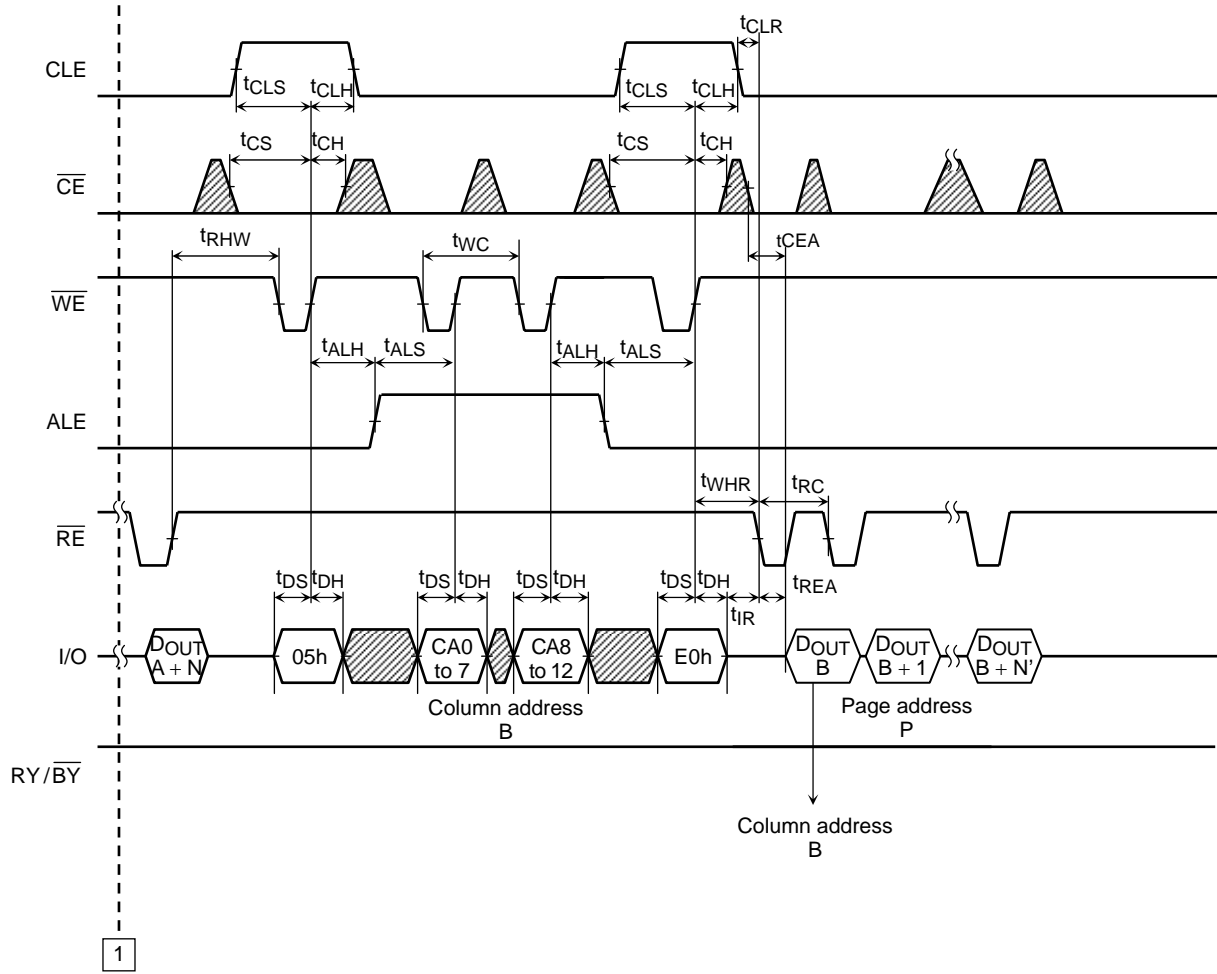 tCLR
CLE
tCLS tCLH tCLS tCLH
tCS tCH tCS tCH
CE
tRHW tWC tCEA
WE
tALH tALS tALH tALS
ALE
tWHR tRC
RE
tDS tDH tDS tDH tDS tDH tDS tDH tREA
tIR
I/O
DOUT
A + N
05h
CA0
to 7
CA8
to 12
E0h
DOUT
B
DOUT
B + 1
DOUT
B + N’
Column address
B
Page address
P
RY/BY
Column address
B
1